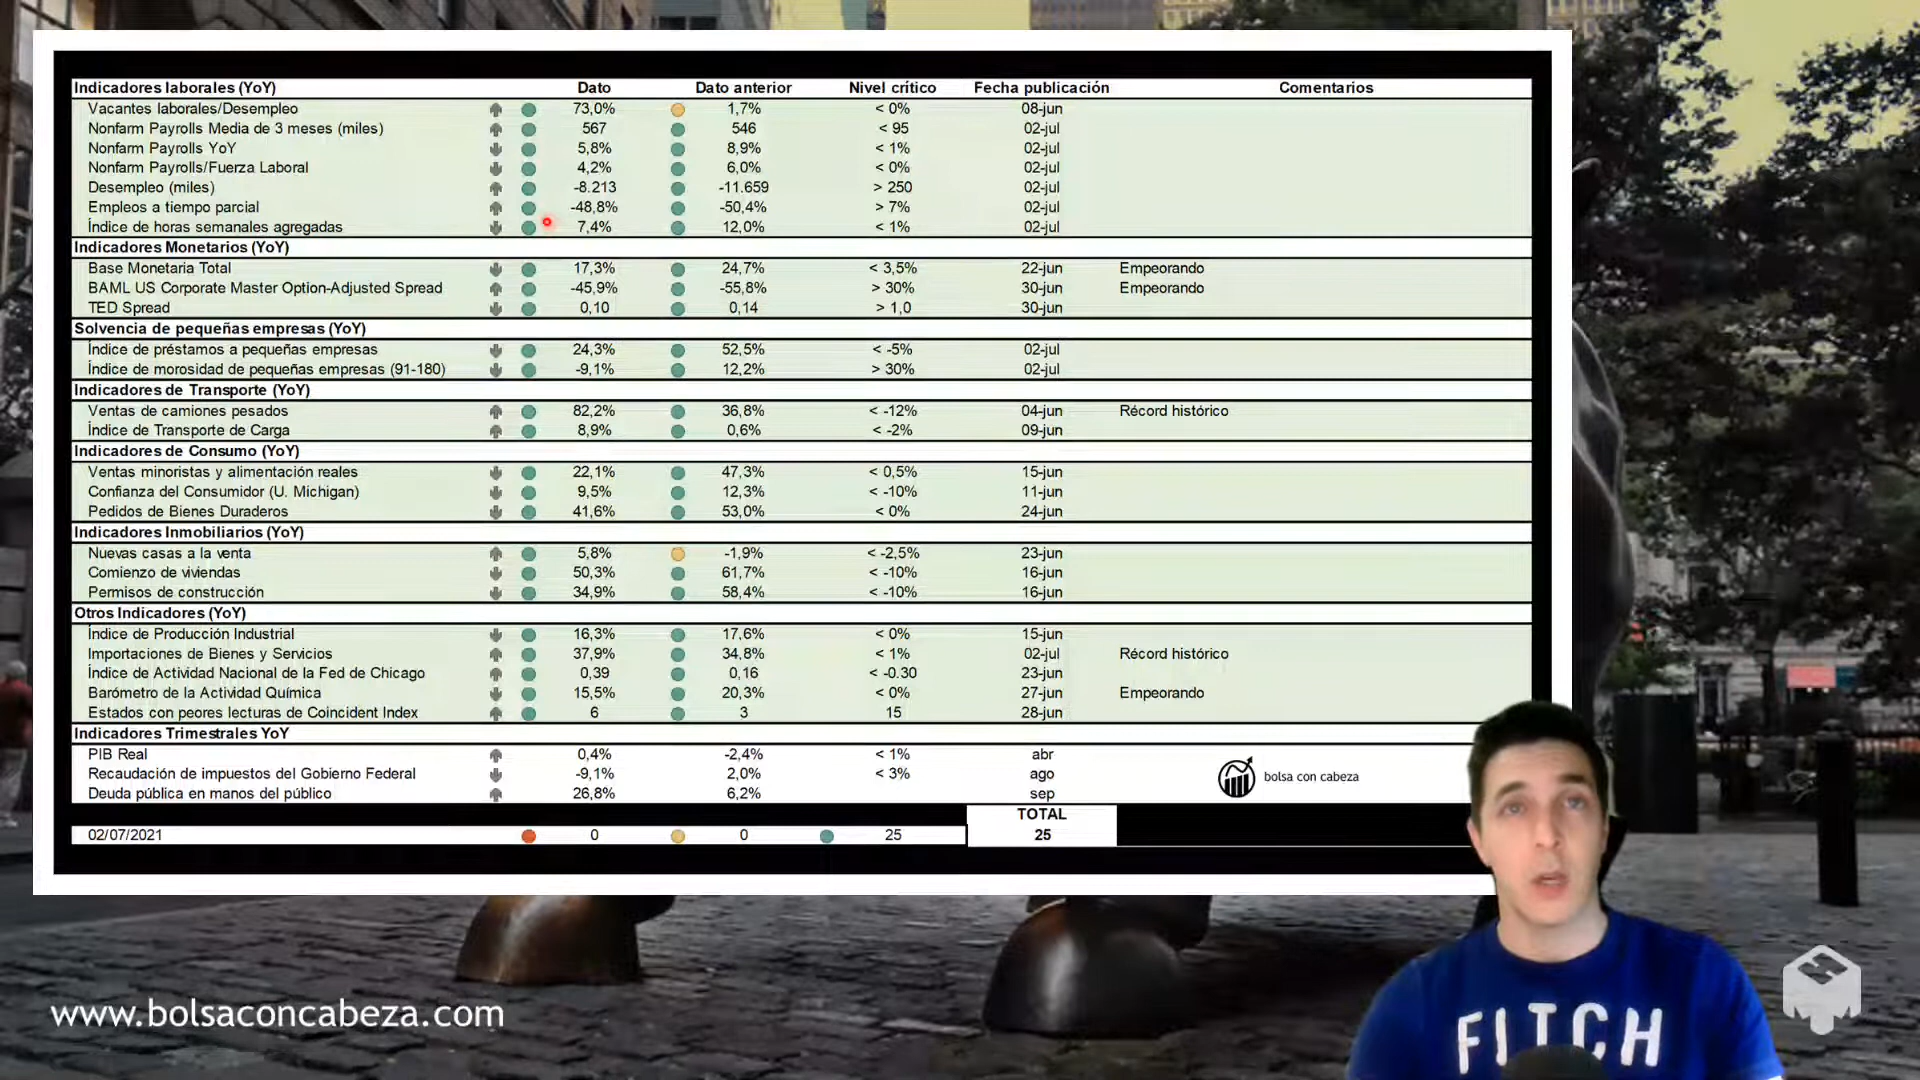 Indicadores laborales (YoY) Dato Dato anterior Nivel crítico Fecha publicación Comentarios
Vacantes laborales/Desempleo 73,0% 1,7% < 0% 08-jun
Nonfarm Payrolls Media de 3 meses (miles) 567 546 < 95 02-jul
Nonfarm Payrolls YoY 5,8% 8,9% < 1% 02-jul
Nonfarm Payrolls/Fuerza Laboral 4,2% 6,0% < 0% 02-jul
Desempleo (miles) -8.213 -11.659 > 250 02-jul
Empleos a tiempo parcial -48,8% -50,4% > 7% 02-jul
Índice de horas semanales agregadas 7,4% 12,0% < 1% 02-jul
Indicadores Monetarios (YoY)
Base Monetaria Total 17,3% 24,7% < 3,5% 22-jun Empeorando
BAML US Corporate Master Option-Adjusted Spread -45,9% -55,8% > 30% 30-jun Empeorando
TED Spread 0,10 0,14 > 1,0 30-jun
Solvencia de pequeñas empresas (YoY)
Índice de préstamos a pequeñas empresas 24,3% 52,5% < -5% 02-jul
Índice de morosidad de pequeñas empresas (91-180) -9,1% 12,2% > 30% 02-jul
Indicadores de Transporte (YoY)
Ventas de camiones pesados 82,2% 36,8% < -12% 04-jun Récord histórico
Índice de Transporte de Carga 8,9% 0,6% < -2% 09-jun
Indicadores de Consumo (YoY)
Ventas minoristas y alimentación reales 22,1% 47,3% < 0,5% 15-jun
Confianza del Consumidor (U. Michigan) 9,5% 12,3% < -10% 11-jun
Pedidos de Bienes Duraderos 41,6% 53,0% < 0% 24-jun
Indicadores Inmobiliarios (YoY)
Nuevas casas a la venta 5,8% -1,9% < -2,5% 23-jun
Comienzo de viviendas 50,3% 61,7% < -10% 16-jun
Permisos de construcción 34,9% 58,4% < -10% 16-jun
Otros Indicadores (YoY)
Índice de Producción Industrial 16,3% 17,6% < 0% 15-jun
Importaciones de Bienes y Servicios 37,9% 34,8% < 1% 02-jul Récord histórico
Índice de Actividad Nacional de la Fed de Chicago 0,39 0,16 < -0.30 23-jun
Barómetro de la Actividad Química 15,5% 20,3% < 0% 27-jun Empeorando
Estados con peores lecturas de Coincident Index 6 3 15 28-jun
Indicadores Trimestrales YoY
PIB Real 0,4% -2,4% < 1% abr
Recaudación de impuestos del Gobierno Federal -9,1% 2,0% < 3% ago
bolsa con cabeza
Deuda pública en manos del público 26,8% 6,2% sep
TOTAL
02/07/2021 0 0 25 25
www.bolsaconcabeza.com
FITCH